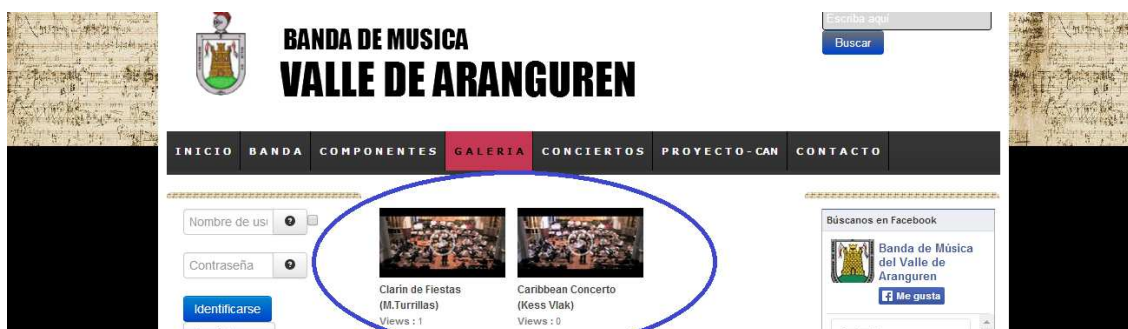 BANDA DE MUSICA
VALLE DE ARANGUREN
Escriba aquí
Buscar
INICIO BANDA COMPONENTES GALERIA CONCIERTOS PROYECTO-CAN CONTACTO
Nombre de usu
Contraseña
Identificarse
Clarin de Fiestas
(M.Turrillas)
Views : 1
Caribbean Concerto
(Kess Vlak)
Views : 0
Búscanos en Facebook
Banda de Música
del Valle de
Aranguren
Me gusta